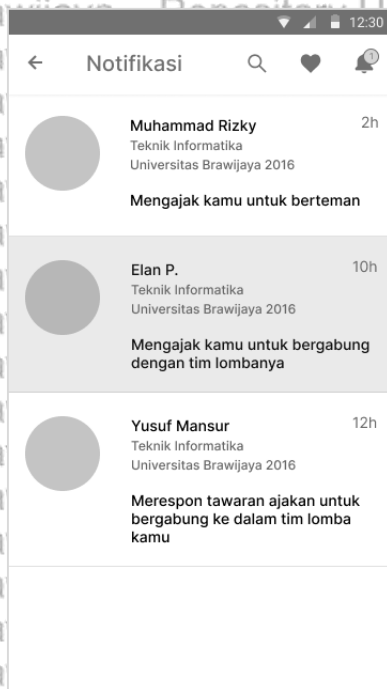 12:30
Notifikasi
1
Muhammad Rizky 2h
Teknik Informatika
Universitas Brawijaya 2016
Mengajak kamu untuk berteman
Elan P. 10h
Teknik Informatika
Universitas Brawijaya 2016
Mengajak kamu untuk bergabung
dengan tim lombanya
Yusuf Mansur 12h
Teknik Informatika
Universitas Brawijaya 2016
Merespon tawaran ajakan untuk
bergabung ke dalam tim lomba
kamu